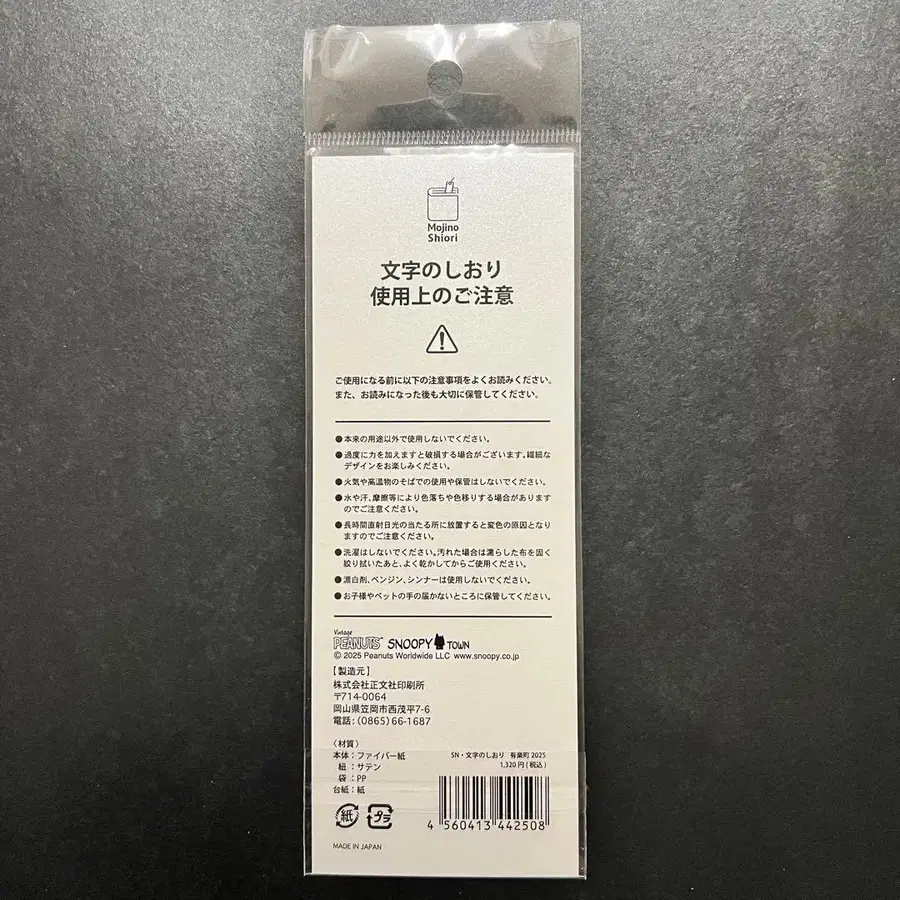 Mojino
Shiori
文字のしおり
使用上のご注意
ご使用になる前に以下の注意事項をよくお読みください。
また、お読みになった後も大切に保管してください。
●本来の用途以外で使用しないでください。
●過度に力を加えますと破損する場合がございます。繊細な
デザインをお楽しみください。
●火気や高温物のそばでの使用や保管はしないでください。
●水や汗、摩擦等により色落ちや色移りする場合があります
のでご注意ください。
●長時間直射日光の当たる所に放置すると変色の原因となり
ますのでご注意ください。
●洗濯はしないでください。汚れた場合は濡らした布を固く
絞り拭いたあと、よく乾かしてからご使用ください。
●漂白剤、ベンジン、シンナーは使用しないでください。
●お子様やペットの手の届かないところに保管してください。
Vintage
PEANUTS™ SNOOPY TOWN
© 2025 Peanuts Worldwide LLC www.snoopy.co.jp
【製造元】
株式会社正文社印刷所
〒714-0064
岡山県笠岡市西茂平7-6
電話:(0865)66-1687
〈材質〉
本体:ファイバー紙
紐:サテン
袋:PP
台紙:紙
SN・文字のしおり 有楽町 2025
1,320円(税込)
紙
プラ
4 560413 442508
MADE IN JAPAN